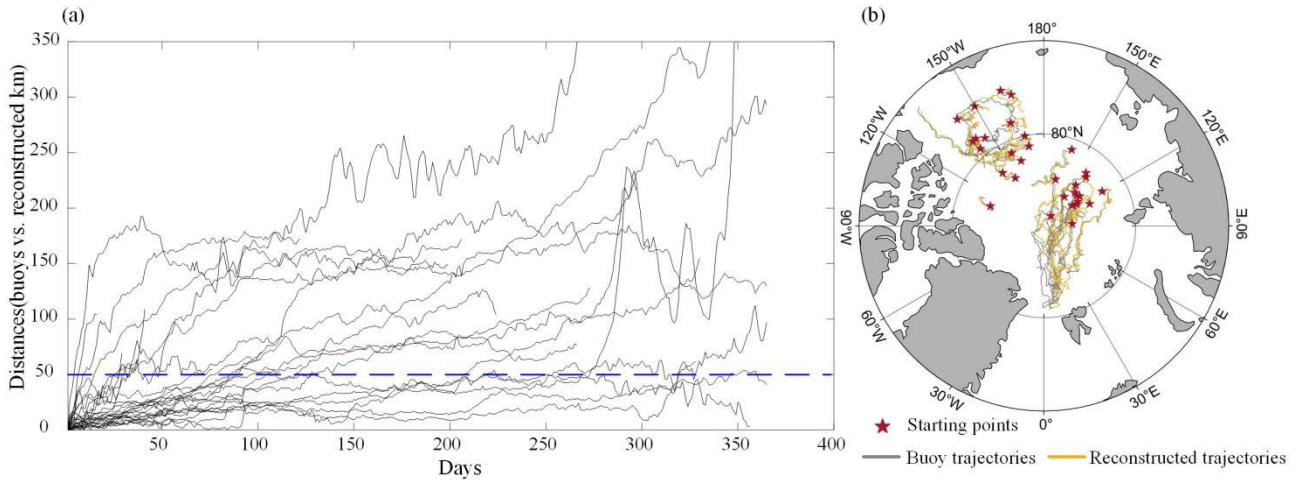 (a)
350
300
250
200
150
100
50
0
Distances(buoys vs. reconstructed km)
50
100
150
200
250
300
350
400
Days
(b)
180°
150°W
150°E
120°W
120°E
80°N
90°W
90°E
60°W
60°E
30°W
30°E
0°
Starting points
Buoy trajectories
Reconstructed trajectories